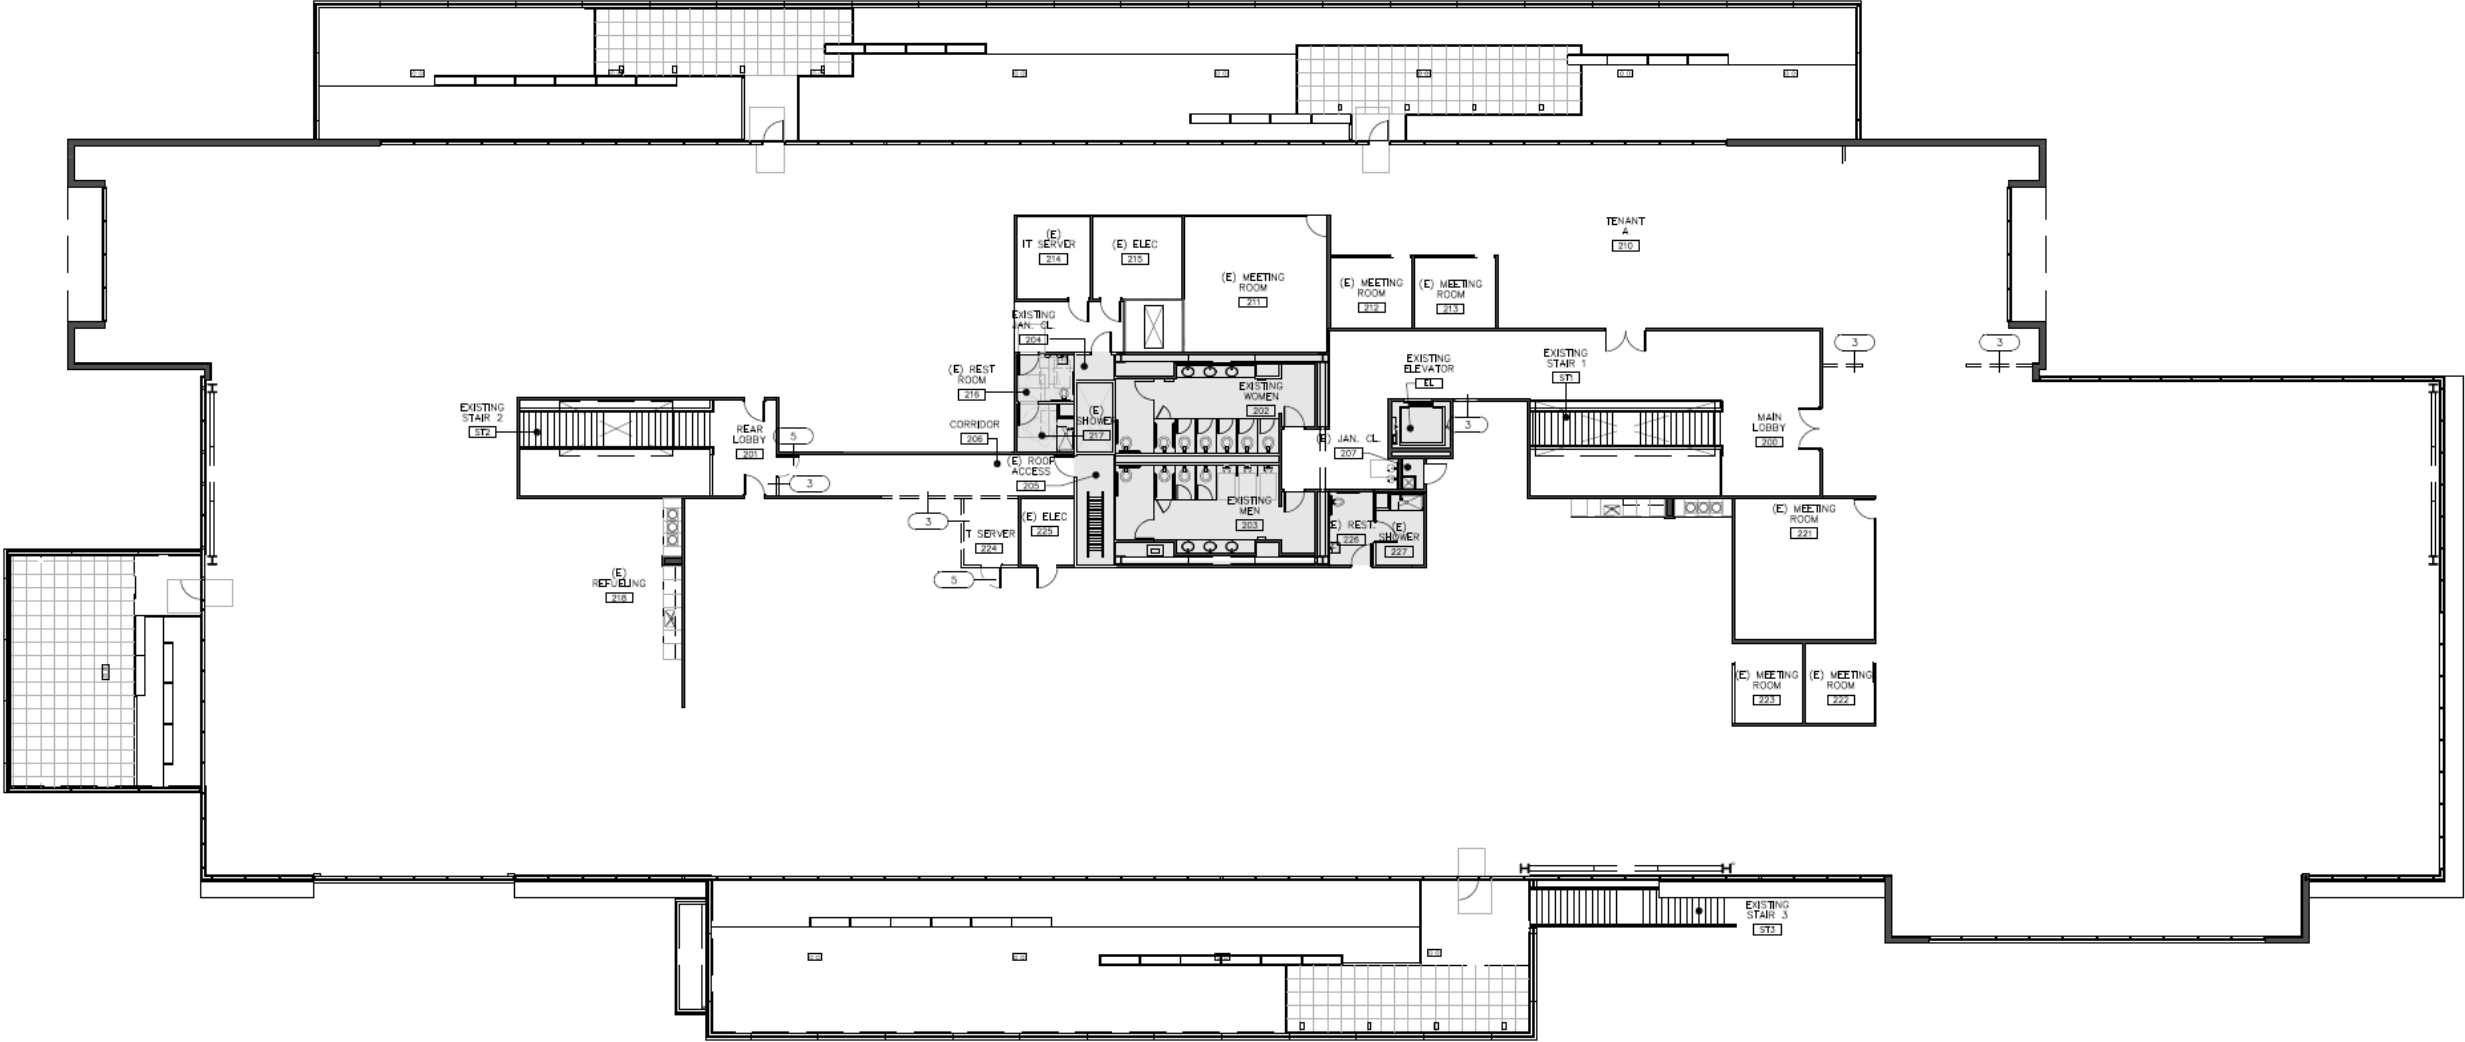 TENANT
A
210
(E)
IT SERVER
214
(E) ELEC
215
(E) MEETING
ROOM
211
(E) MEETING
ROOM
212
(E) MEETING
ROOM
213
EXISTING
JAN. CL.
204
3
3
(E) REST
ROOM
216
EXISTING
ELEVATOR
EL
EXISTING
STAIR 1
ST1
EXISTING
WOMEN
202
EXISTING
STAIR 2
ST2
(E)
SHOWER
217
REAR
LOBBY
201
5
CORRIDOR
206
3
MAIN
LOBBY
200
(E) JAN. CL.
207
(E) ROOF
ACCESS
205
3
EXISTING
MEN
203
3
IT SERVER
224
(E) ELEC
225
(E) REST.
226
(E)
SHOWER
227
(E) MEETING
ROOM
221
5
(E)
REFUELING
218
(E) MEETING
ROOM
223
(E) MEETING
ROOM
222
EXISTING
STAIR 3
ST3